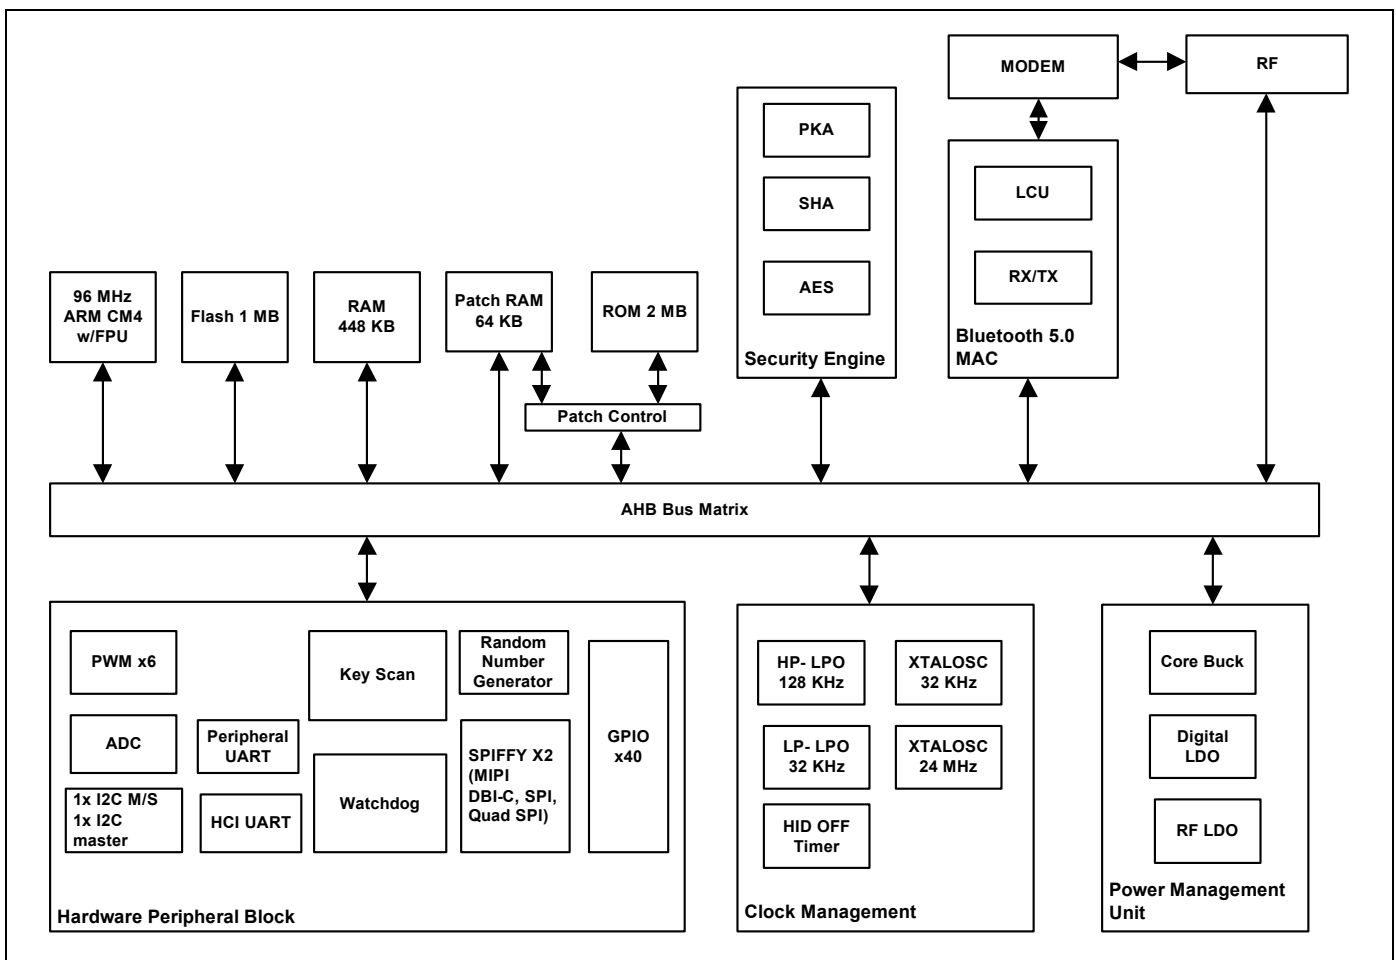 MODEM
RF
PKA
SHA
AES
Security Engine
LCU
RX/TX
Bluetooth 5.0
MAC
96 MHz
ARM CM4
w/FPU
Flash 1 MB
RAM
448 KB
Patch RAM
64 KB
ROM 2 MB
Patch Control
AHB Bus Matrix
PWM x6
ADC
1x I2C M/S
1x I2C
master
Peripheral
UART
HCI UART
Key Scan
Watchdog
Random
Number
Generator
SPIFFY X2
(MIPI
DBI-C, SPI,
Quad SPI)
GPIO
x40
Hardware Peripheral Block
HP- LPO
128 KHz
XTALOSC
32 KHz
LP- LPO
32 KHz
XTALOSC
24 MHz
HID OFF
Timer
Clock Management
Core Buck
Digital
LDO
RF LDO
Power Management
Unit